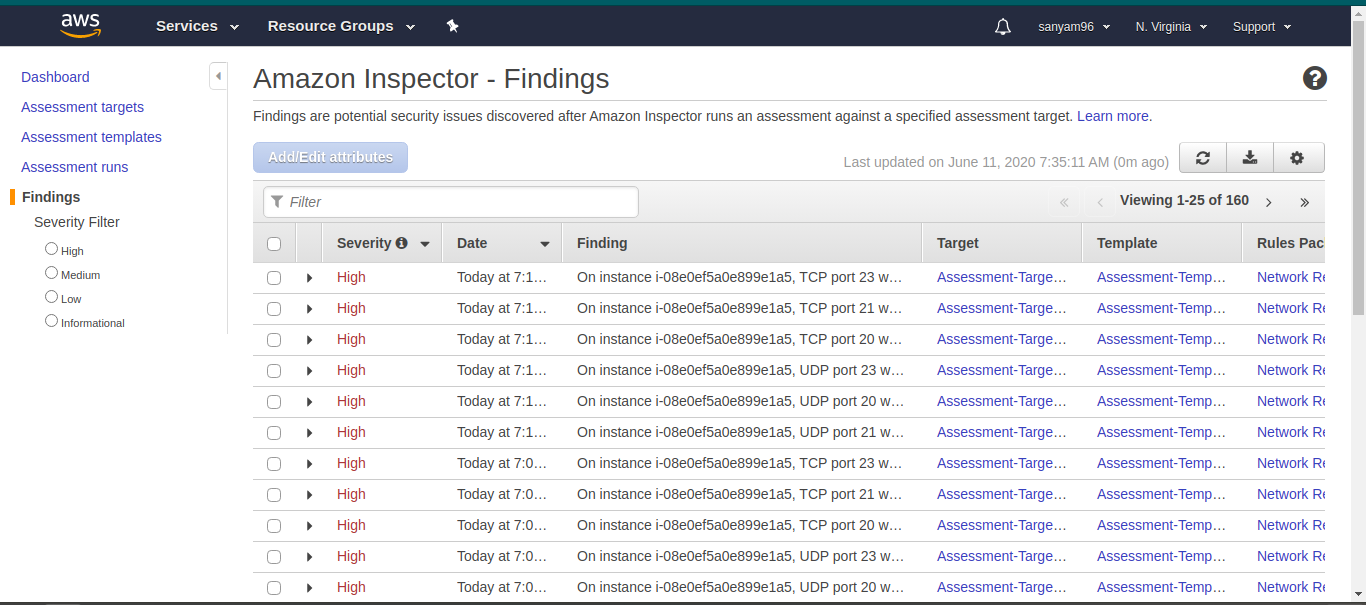 aws Services Resource Groups sanyam96 N. Virginia Support
Dashboard
Assessment targets
Assessment templates
Assessment runs
Findings
Severity Filter
High
Medium
Low
Informational
Amazon Inspector - Findings
Findings are potential security issues discovered after Amazon Inspector runs an assessment against a specified assessment target. Learn more.
Add/Edit attributes Last updated on June 11, 2020 7:35:11 AM (0m ago)
Filter « ‹ Viewing 1-25 of 160 › »
Severity Date Finding Target Template Rules Pac
High Today at 7:1… On instance i-08e0ef5a0e899e1a5, TCP port 23 w… Assessment-Targe… Assessment-Temp… Network Re
High Today at 7:1… On instance i-08e0ef5a0e899e1a5, TCP port 21 w… Assessment-Targe… Assessment-Temp… Network Re
High Today at 7:1… On instance i-08e0ef5a0e899e1a5, TCP port 20 w… Assessment-Targe… Assessment-Temp… Network Re
High Today at 7:1… On instance i-08e0ef5a0e899e1a5, UDP port 23 w… Assessment-Targe… Assessment-Temp… Network Re
High Today at 7:1… On instance i-08e0ef5a0e899e1a5, UDP port 20 w… Assessment-Targe… Assessment-Temp… Network Re
High Today at 7:1… On instance i-08e0ef5a0e899e1a5, UDP port 21 w… Assessment-Targe… Assessment-Temp… Network Re
High Today at 7:0… On instance i-08e0ef5a0e899e1a5, TCP port 23 w… Assessment-Targe… Assessment-Temp… Network Re
High Today at 7:0… On instance i-08e0ef5a0e899e1a5, TCP port 21 w… Assessment-Targe… Assessment-Temp… Network Re
High Today at 7:0… On instance i-08e0ef5a0e899e1a5, TCP port 20 w… Assessment-Targe… Assessment-Temp… Network Re
High Today at 7:0… On instance i-08e0ef5a0e899e1a5, UDP port 23 w… Assessment-Targe… Assessment-Temp… Network Re
High Today at 7:0… On instance i-08e0ef5a0e899e1a5, UDP port 20 w… Assessment-Targe… Assessment-Temp… Network Re